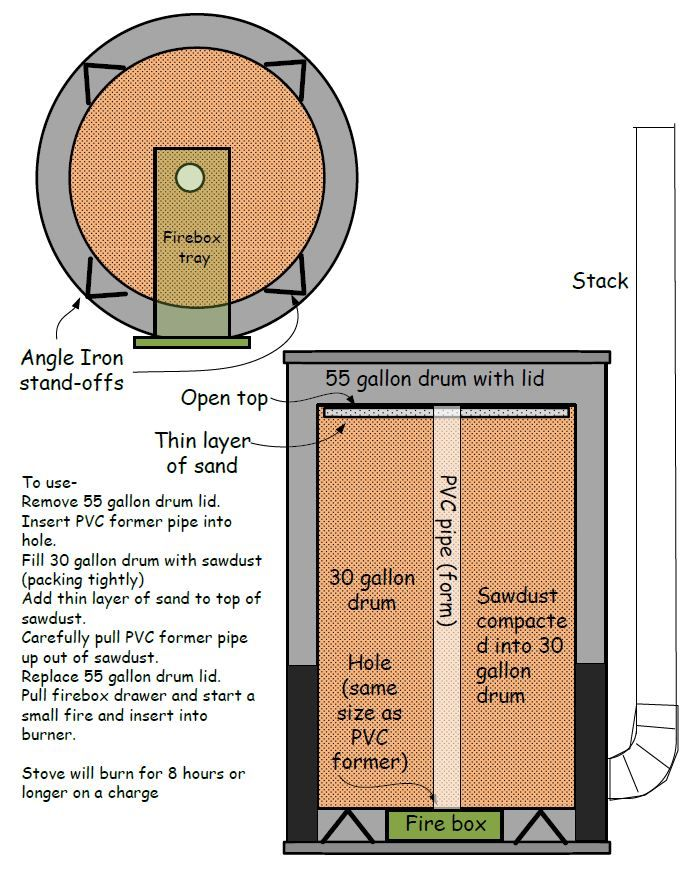 Firebox
tray
Stack
Angle Iron
stand-offs
55 gallon drum with lid
Open top
Thin layer
of sand
To use-
Remove 55 gallon drum lid.
Insert PVC former pipe into
hole.
Fill 30 gallon drum with sawdust
(packing tightly)
Add thin layer of sand to top of
sawdust.
Carefully pull PVC former pipe
up out of sawdust.
Replace 55 gallon drum lid.
Pull firebox drawer and start a
small fire and insert into
burner.
Stove will burn for 8 hours or
longer on a charge
PVC pipe (form)
30 gallon
drum
Sawdust
compacte
d into 30
gallon
drum
Hole
(same
size as
PVC
former)
Fire box